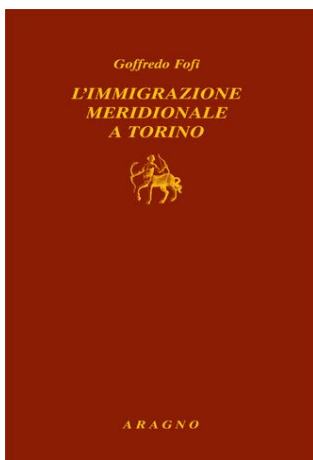 Goffredo Fofi
L'IMMIGRAZIONE
MERIDIONALE
A TORINO
ARAGNO